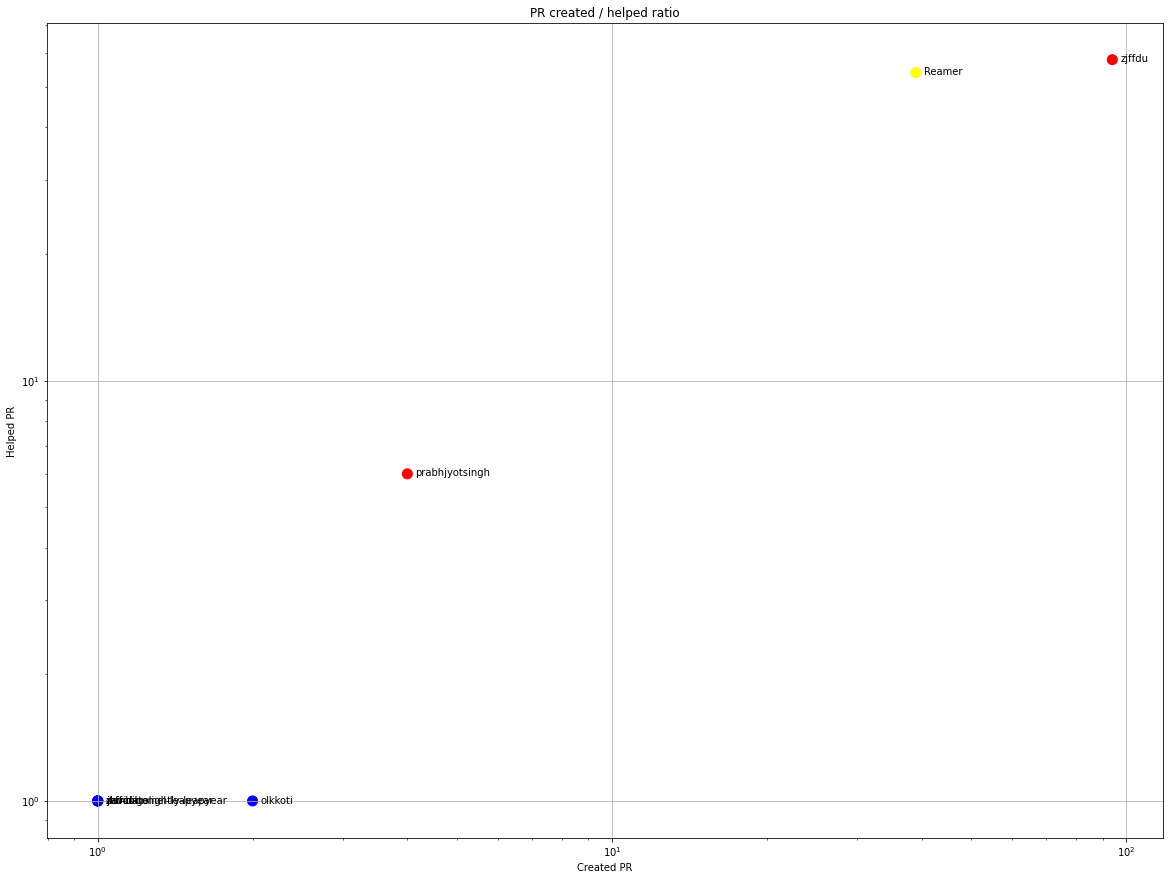 PR created / helped ratio
zjffdu
Reamer
10¹
Helped PR
prabhjyotsingh
10⁰
olkkoti
10⁰
10¹
10²
Created PR